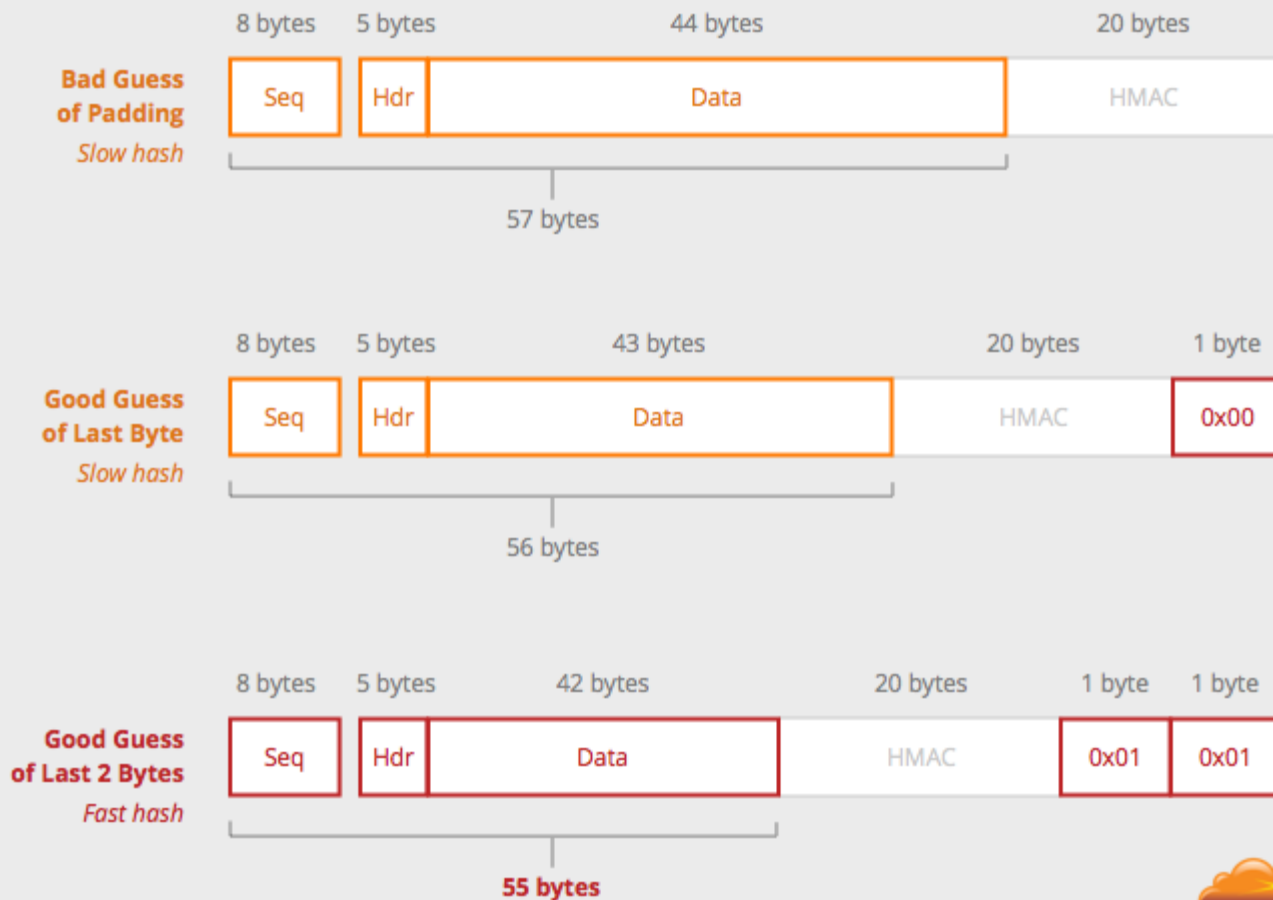 8 bytes 5 bytes 44 bytes 20 bytes
Bad Guess
of Padding
Slow hash
Seq Hdr Data HMAC
57 bytes
8 bytes 5 bytes 43 bytes 20 bytes 1 byte
Good Guess
of Last Byte
Slow hash
Seq Hdr Data HMAC 0x00
56 bytes
8 bytes 5 bytes 42 bytes 20 bytes 1 byte 1 byte
Good Guess
of Last 2 Bytes
Fast hash
Seq Hdr Data HMAC 0x01 0x01
55 bytes